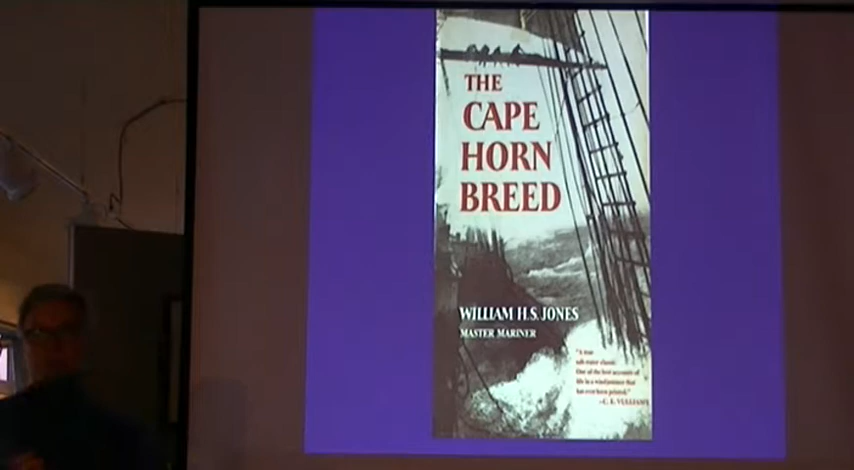 THE
CAPE
HORN
BREED
WILLIAM H.S. JONES
MASTER MARINER
"A true
salt-water classic.
One of the best accounts of
life in a windjammer that
has ever been printed."
—C. E. VULLIAMY